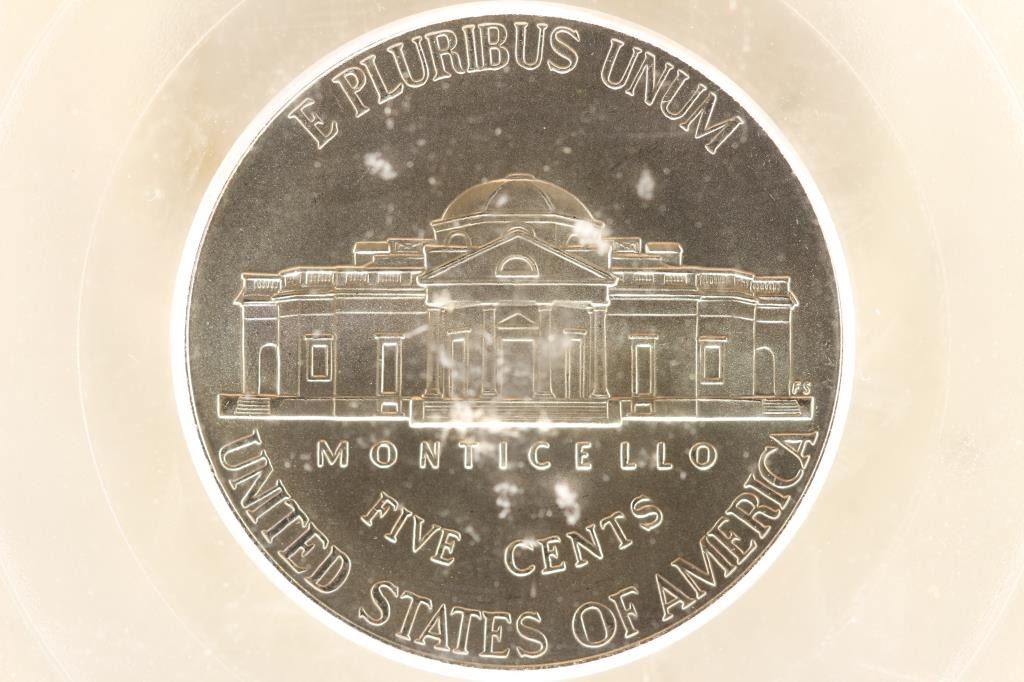 E PLURIBUS UNUM
FS
MONTICELLO
FIVE CENTS
UNITED STATES OF AMERICA